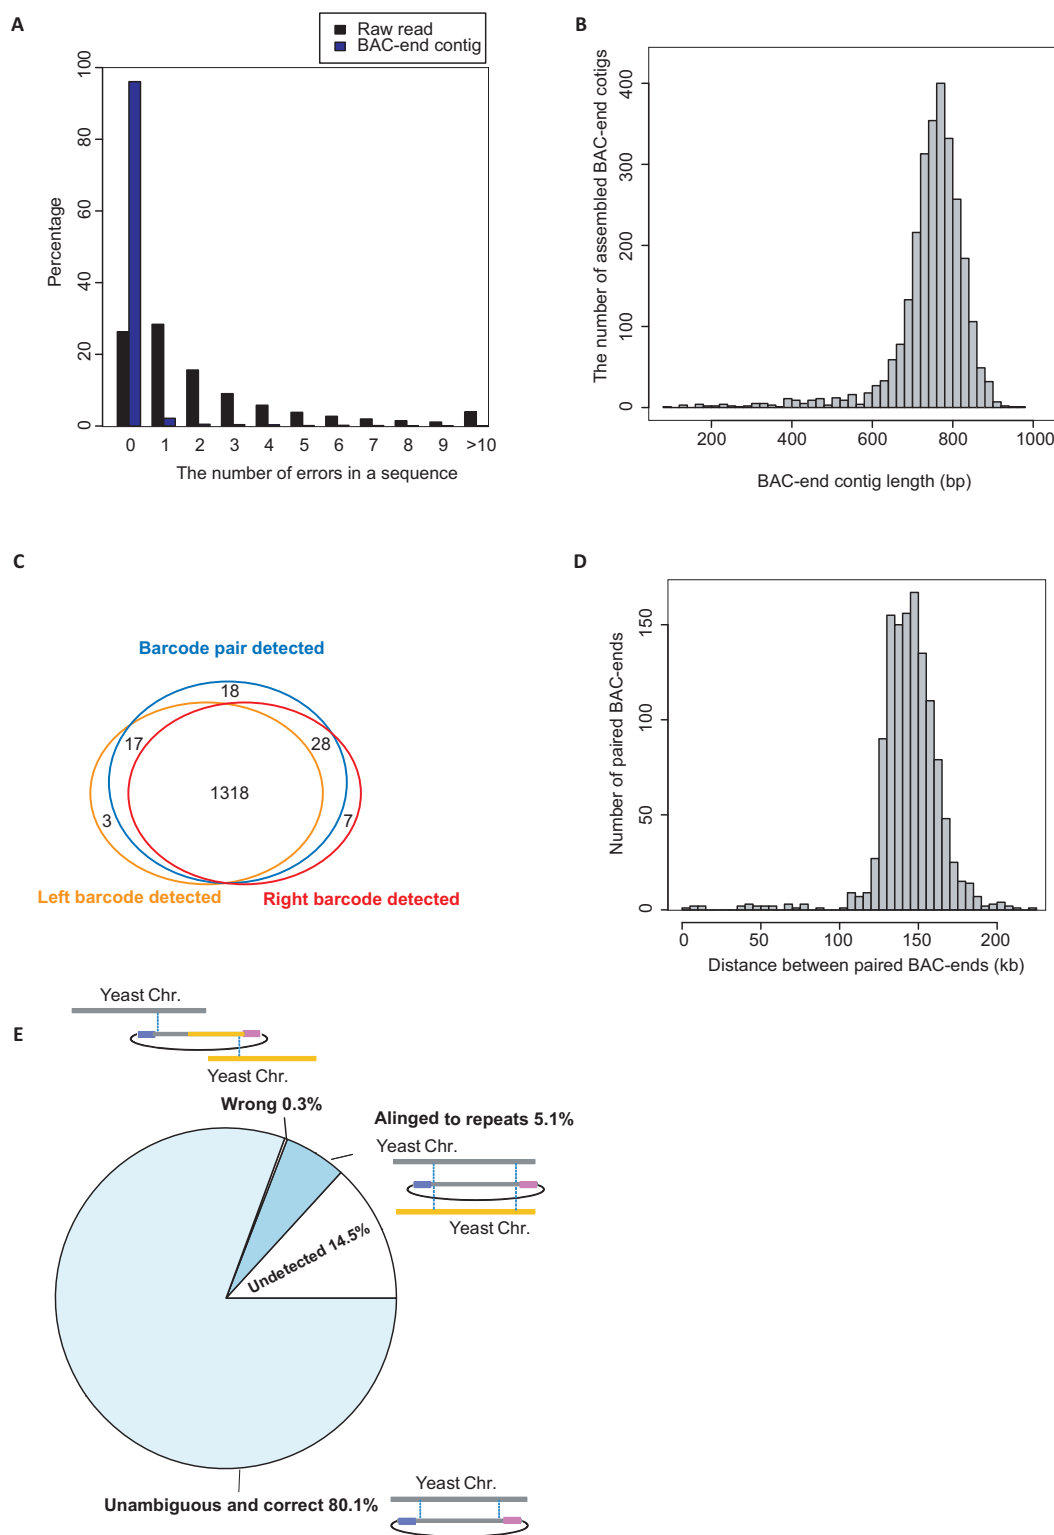 A
Raw read
BAC-end contig
Percentage
0 20 40 60 80 100
0 1 2 3 4 5 6 7 8 9 >10
The number of errors in a sequence
B
The number of assembled BAC-end cotigs
0 100 200 300 400
200 400 600 800 1000
BAC-end contig length (bp)
C
Barcode pair detected
18
17
28
1318
3
7
Left barcode detected
Right barcode detected
D
Number of paired BAC-ends
0 50 100 150
0 50 100 150 200
Distance between paired BAC-ends (kb)
E
Yeast Chr.
Yeast Chr.
Wrong 0.3%
Alinged to repeats 5.1%
Yeast Chr.
Yeast Chr.
Undetected 14.5%
Unambiguous and correct 80.1%
Yeast Chr.